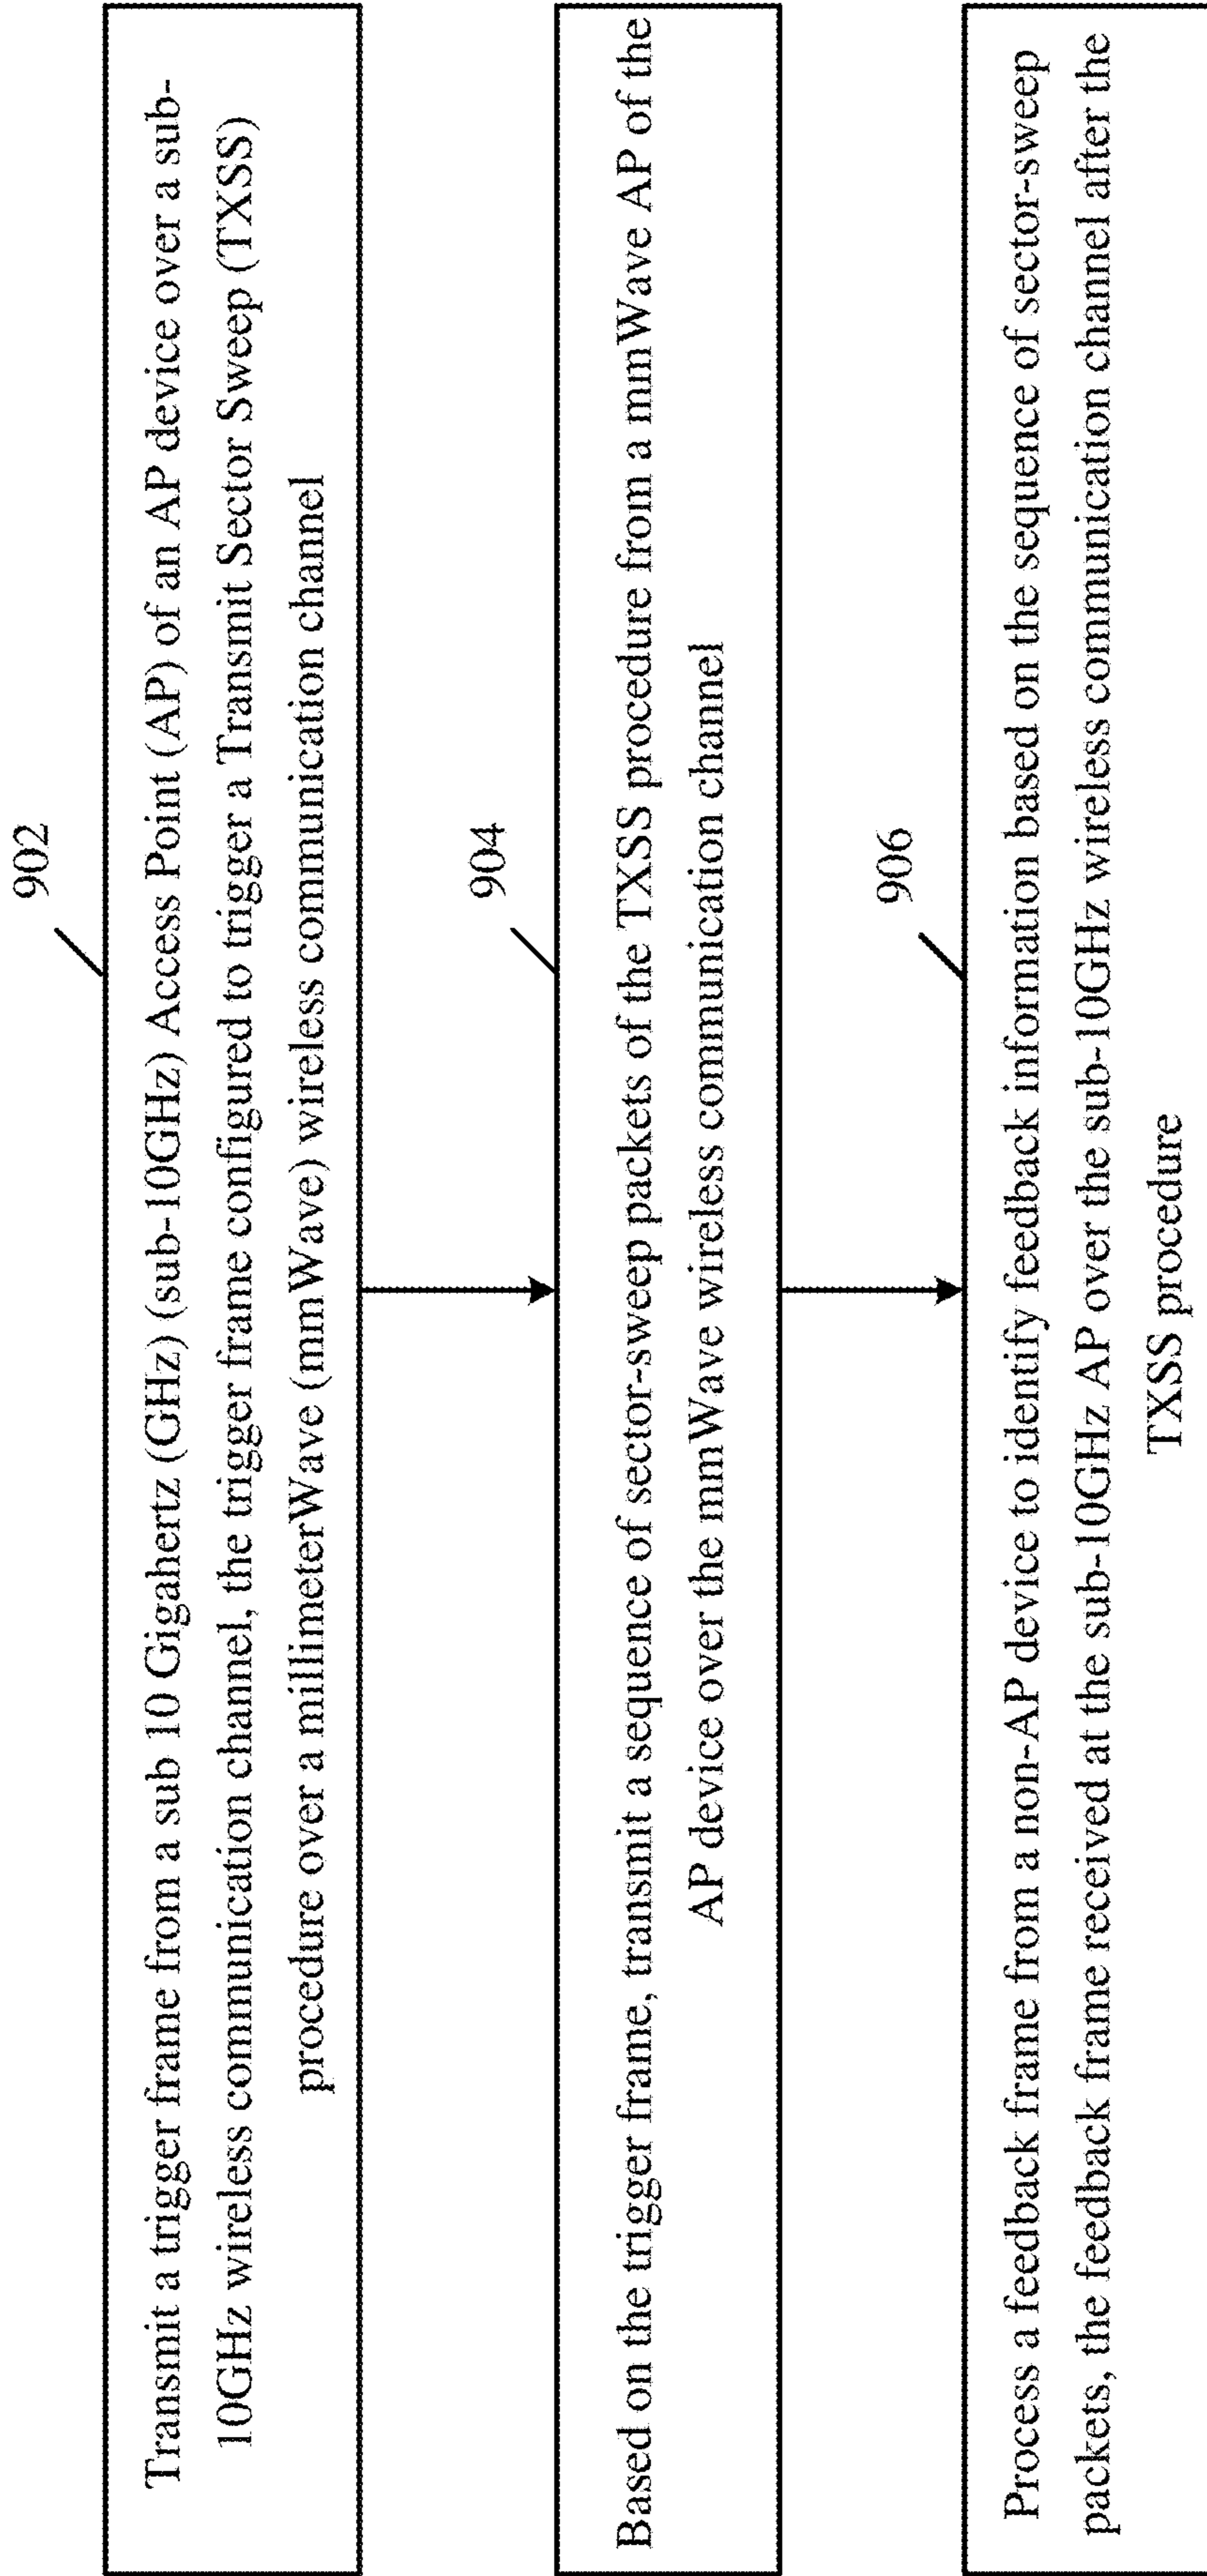 902
Transmit a trigger frame from a sub 10 Gigahertz (GHz) (sub-10GHz) Access Point (AP) of an AP device over a sub-
10GHz wireless communication channel, the trigger frame configured to trigger a Transmit Sector Sweep (TXSS)
procedure over a millimeterWave (mmWave) wireless communication channel
904
Based on the trigger frame, transmit a sequence of sector-sweep packets of the TXSS procedure from a mmWave AP of the
AP device over the mmWave wireless communication channel
906
Process a feedback frame from a non-AP device to identify feedback information based on the sequence of sector-sweep
packets, the feedback frame received at the sub-10GHz AP over the sub-10GHz wireless communication channel after the
TXSS procedure